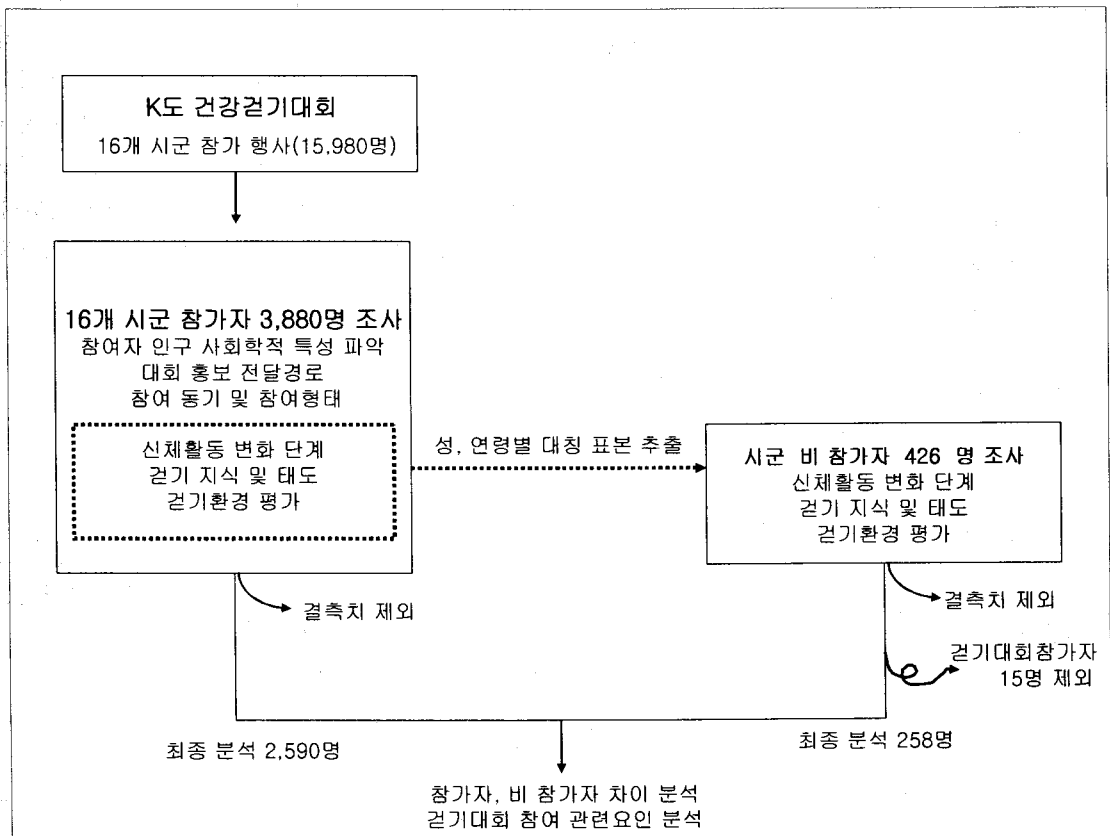 K도 건강걷기대회
16개 시군 참가 행사(15,980명)
16개 시군 참가자 3,880명 조사
참여자 인구 사회학적 특성 파악
대회 홍보 전달경로
참여 동기 및 참여형태
신체활동 변화 단계
걷기 지식 및 태도
걷기환경 평가
성, 연령별 대칭 표본 추출
시군 비 참가자 426 명 조사
신체활동 변화 단계
걷기 지식 및 태도
걷기환경 평가
결측치 제외
결측치 제외
걷기대회참가자
15명 제외
최종 분석 2,590명
최종 분석 258명
참가자, 비 참가자 차이 분석
걷기대회 참여 관련요인 분석